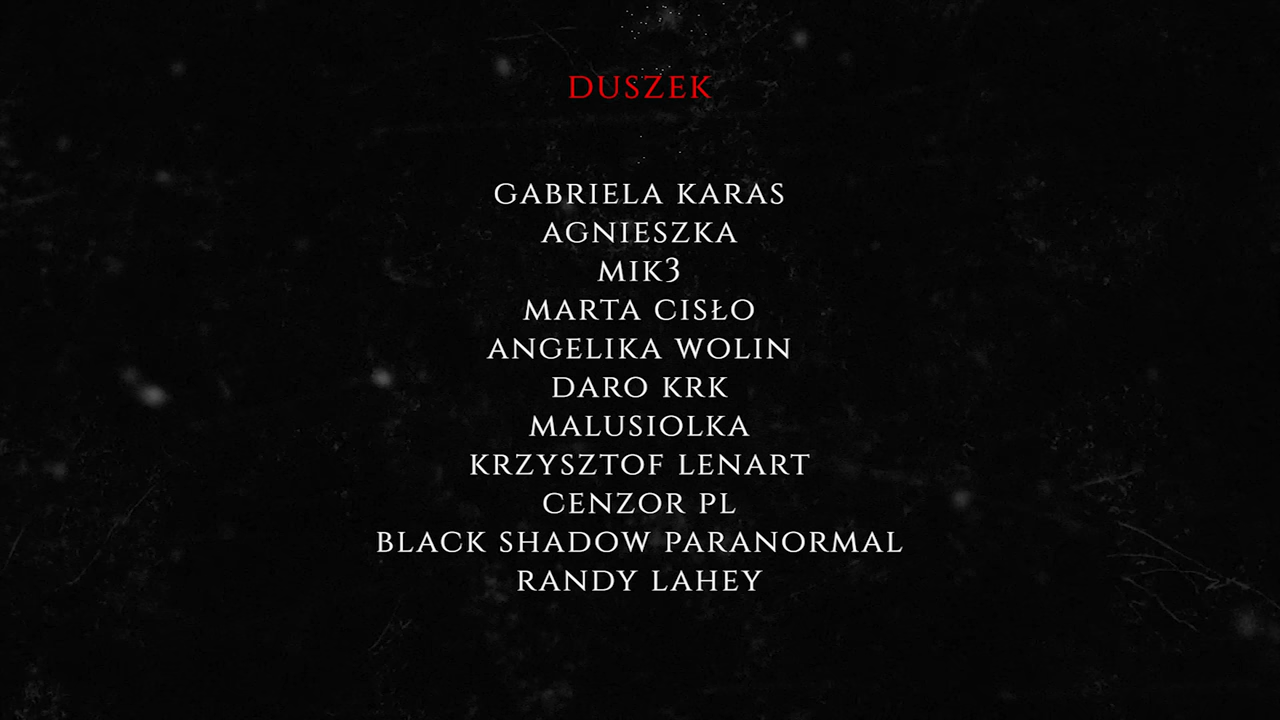 DUSZEK
GABRIELA KARAS
AGNIESZKA
MIK3
MARTA CISŁO
ANGELIKA WOLIN
DARO KRK
MALUSIOLKA
KRZYSZTOF LENART
CENZOR PL
BLACK SHADOW PARANORMAL
RANDY LAHEY